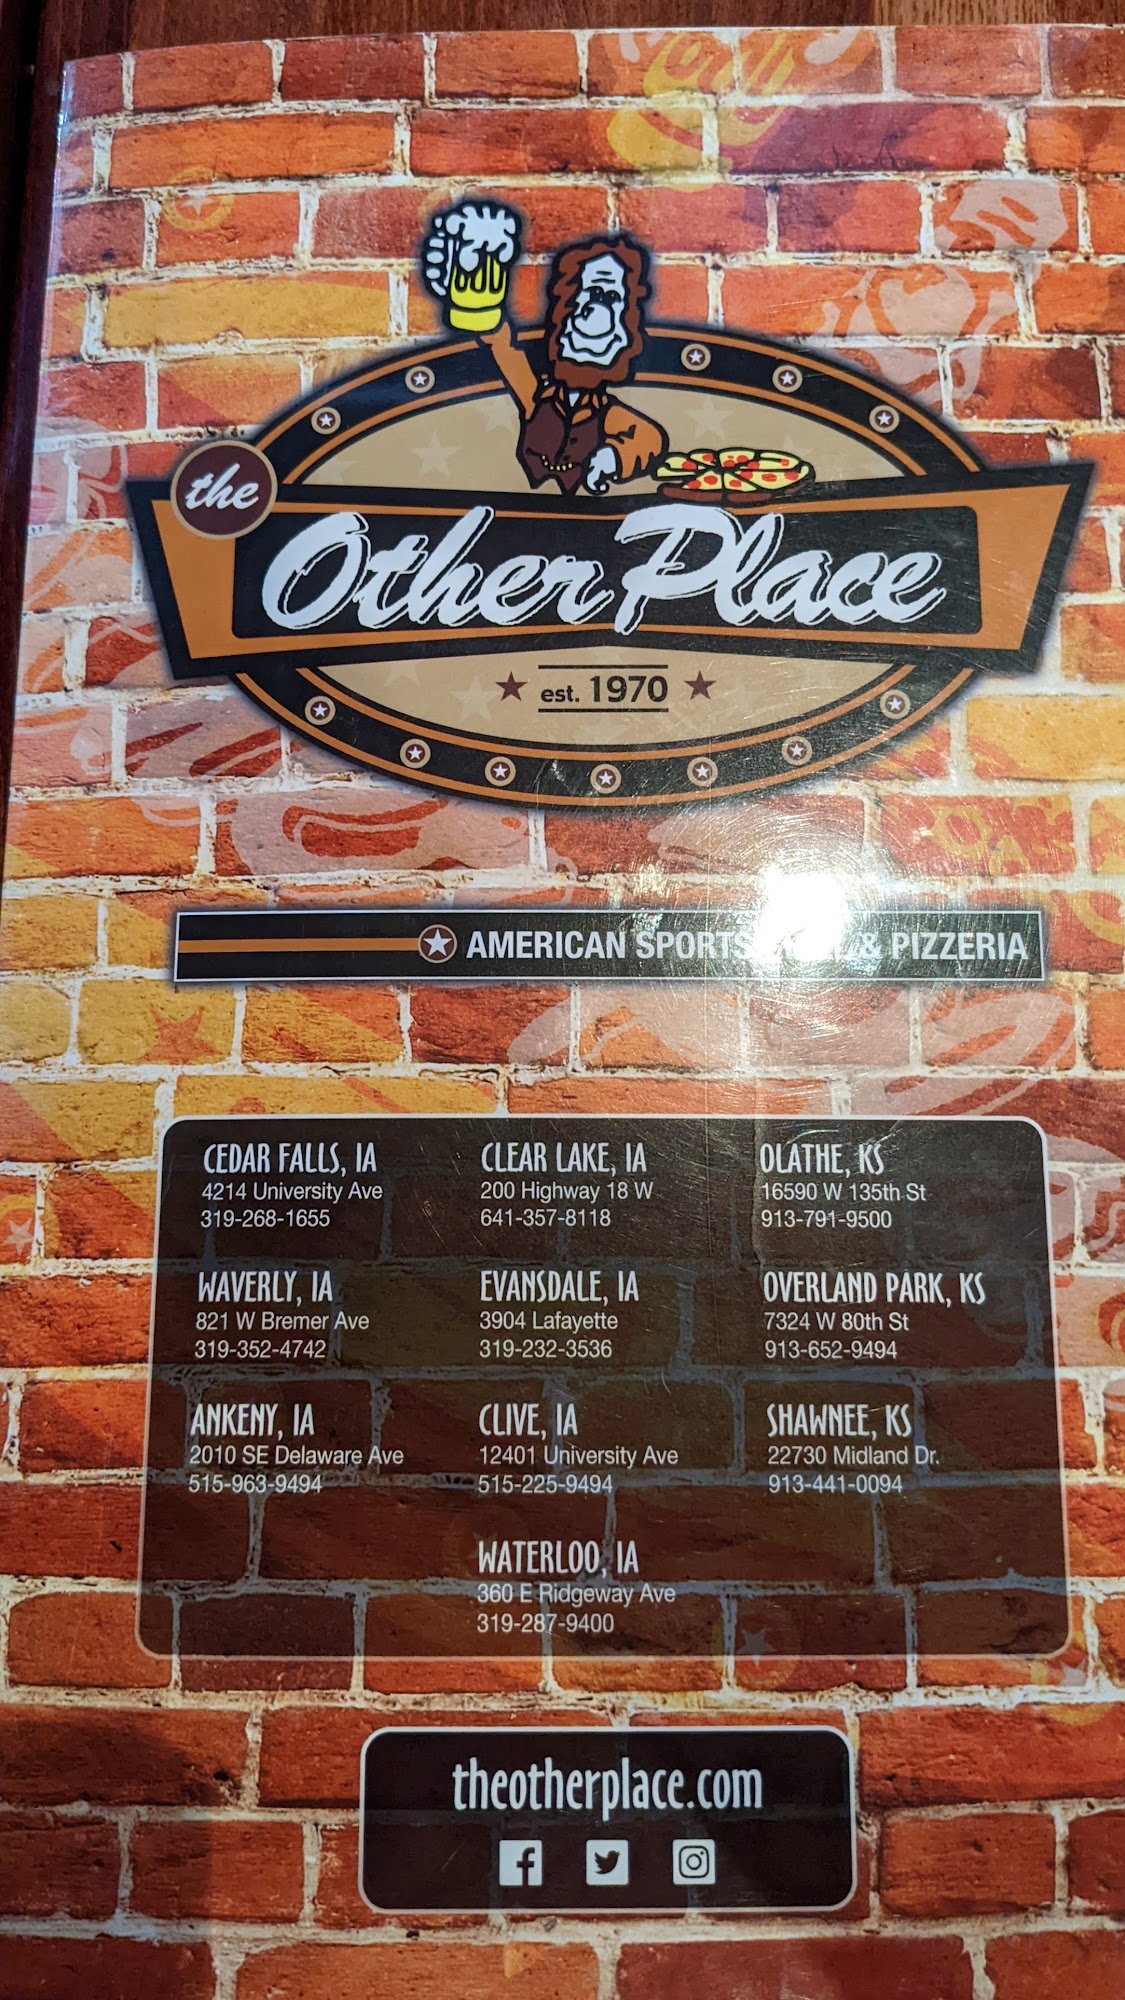 the
Other Place
est. 1970
AMERICAN SPORTS & PIZZERIA
CEDAR FALLS, IA
4214 University Ave
319-268-1655
CLEAR LAKE, IA
200 Highway 18 W
641-357-8118
OLATHE, KS
16590 W 135th St
913-791-9500
WAVERLY, IA
821 W Bremer Ave
319-352-4742
EVANSDALE, IA
3904 Lafayette
319-232-3536
OVERLAND PARK, KS
7324 W 80th St
913-652-9494
ANKENY, IA
2010 SE Delaware Ave
515-963-9494
CLIVE, IA
12401 University Ave
515-225-9494
SHAWNEE, KS
22730 Midland Dr.
913-441-0094
WATERLOO, IA
360 E Ridgeway Ave
319-287-9400
theotherplace.com